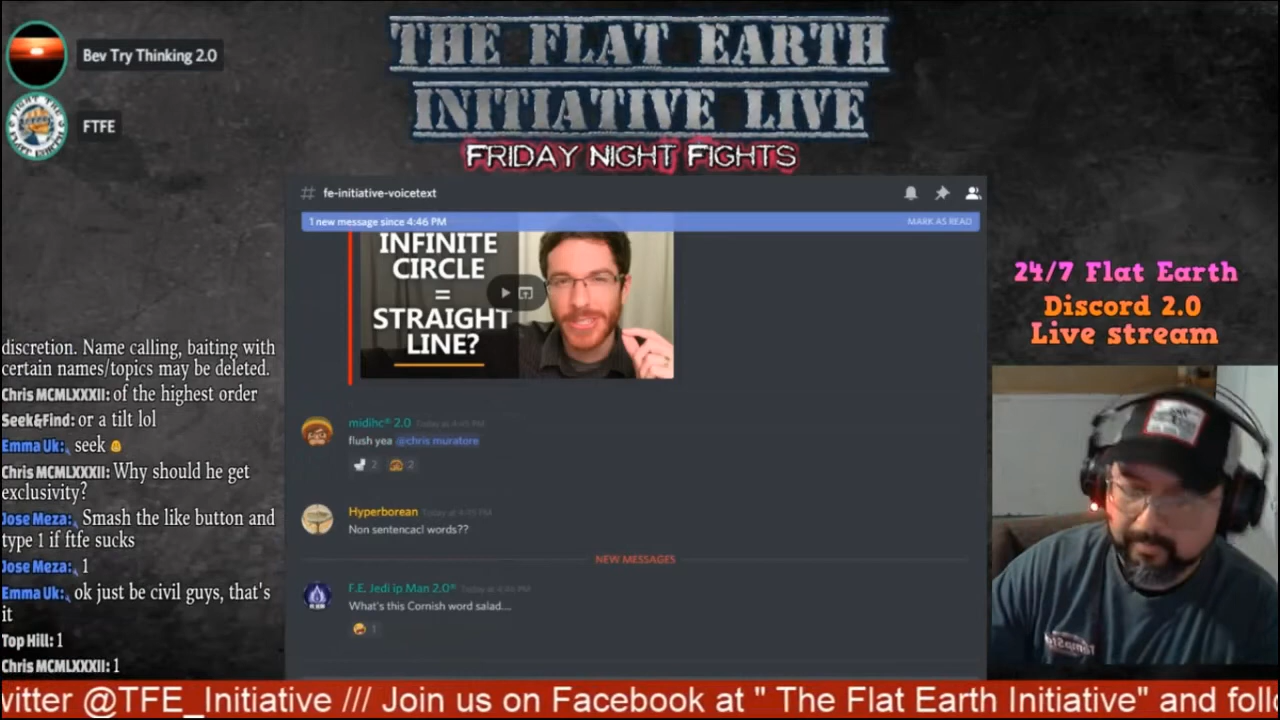 Bev Try Thinking 2.0
FTFE
THE FLAT EARTH
INITIATIVE LIVE
FRIDAY NIGHT FIGHTS
# fe-initiative-voicetext
1 new message since 4:46 PM
MARK AS READ
INFINITE
CIRCLE
=
STRAIGHT
LINE?
midihc® 2.0
flush yea @chris muratore
2
2
Hyperborean
Non sentencacl words??
NEW MESSAGES
F.E. Jedi ip Man 2.0®
What's this Cornish word salad....
1
discretion. Name calling, baiting with
certain names/topics may be deleted.
Chris MCMLXXXII: of the highest order
Seek&Find: or a tilt lol
Emma Uk: seek
Chris MCMLXXXII: Why should he get
exclusivity?
Jose Meza: Smash the like button and
type 1 if ftfe sucks
Jose Meza: 1
Emma Uk: ok just be civil guys, that's
it
Top Hill: 1
Chris MCMLXXXII: 1
24/7 Flat Earth
Discord 2.0
Live stream
witter @TFE_Initiative /// Join us on Facebook at " The Flat Earth Initiative" and follo